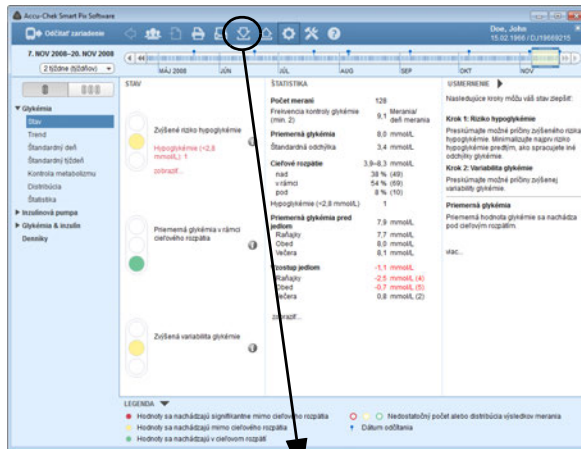 Accu-Chek Smart Pix Software
Odčítať zariadenie
Doe, John
15.02.1966 / DJ19669215
7. NOV 2008–20. NOV 2008
2 týždne (týždňov)
MÁJ 2008 JÚN JÚL AUG SEP OKT NOV
Glykémia
Stav
Trend
Štandardný deň
Štandardný týždeň
Kontrola metabolizmu
Distribúcia
Štatistika
Inzulínová pumpa
Glykémia & inzulín
Denníky
STAV
Zvýšené riziko hypoglykémie
Hypoglykémie (<2,8
mmol/L) 1
zobraziť...
Priemerná glykémia v rámci
cieľového rozpätia
Zvýšená variabilita glykémie
ŠTATISTIKA
Počet meraní 128
Frekvencia kontroly glykémie
(min. 2) 9,1 Merania/
deň merania
Priemerná glykémia 8,0 mmol/L
Štandardná odchýlka 3,4 mmol/L
Cieľové rozpätie 3,9–8,3 mmol/L
nad 38 % (49)
v rámci 54 % (69)
pod 8 % (10)
Hypoglykémie (<2,8 mmol/L) 1
Priemerná glykémia pred
jedlom 7,9 mmol/L
Raňajky 7,7 mmol/L
Obed 8,0 mmol/L
Večera 8,1 mmol/L
Vzostup jedlom -1,1 mmol/L
Raňajky -2,5 mmol/L (4)
Obed -0,7 mmol/L (5)
Večera 0,8 mmol/L (2)
zobraziť...
USMERNENIE
Nasledujúce kroky môžu váš stav zlepšiť:
Krok 1: Riziko hypoglykémie
Preskúmajte možné príčiny zvýšeného rizika
hypoglykémie. Minimalizujte najprv riziko
hypoglykémie predtým, ako spracujete iné
odchýlky glykémie.
Krok 2: Variabilita glykémie
Preskúmajte možné príčiny zvýšenej
variability glykémie.
Priemerná glykémia
Priemerná hodnota glykémie sa nachádza
pod cieľovým rozpätím.
viac...
LEGENDA
Hodnoty sa nachádzajú signifikantne mimo cieľového rozpätia
Hodnoty sa nachádzajú mimo cieľového rozpätia
Hodnoty sa nachádzajú v cieľovom rozpätí
Nedostatočný počet alebo distribúcia výsledkov merania
Dátum odčítania